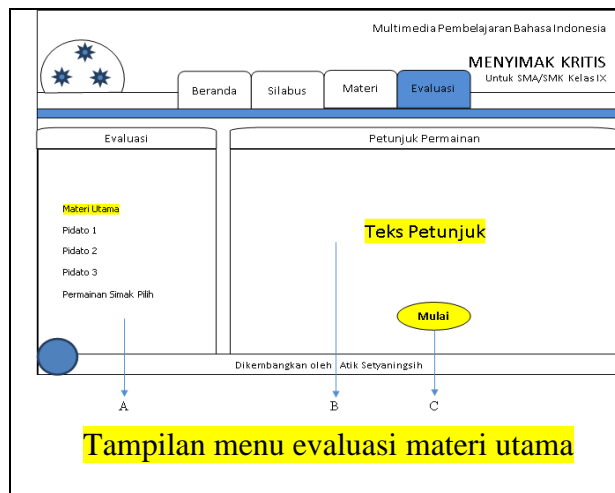 Multimedia Pembelajaran Bahasa Indonesia
MENYIMAK KRITIS
Untuk SMA/SMK Kelas IX
Beranda
Silabus
Materi
Evaluasi
Evaluasi
Petunjuk Permainan
Materi Utama
Pidato 1
Pidato 2
Pidato 3
Permainan Simak Pilih
Teks Petunjuk
Mulai
Dikembangkan oleh Atik Setyaningsih
A
B
C
Tampilan menu evaluasi materi utama